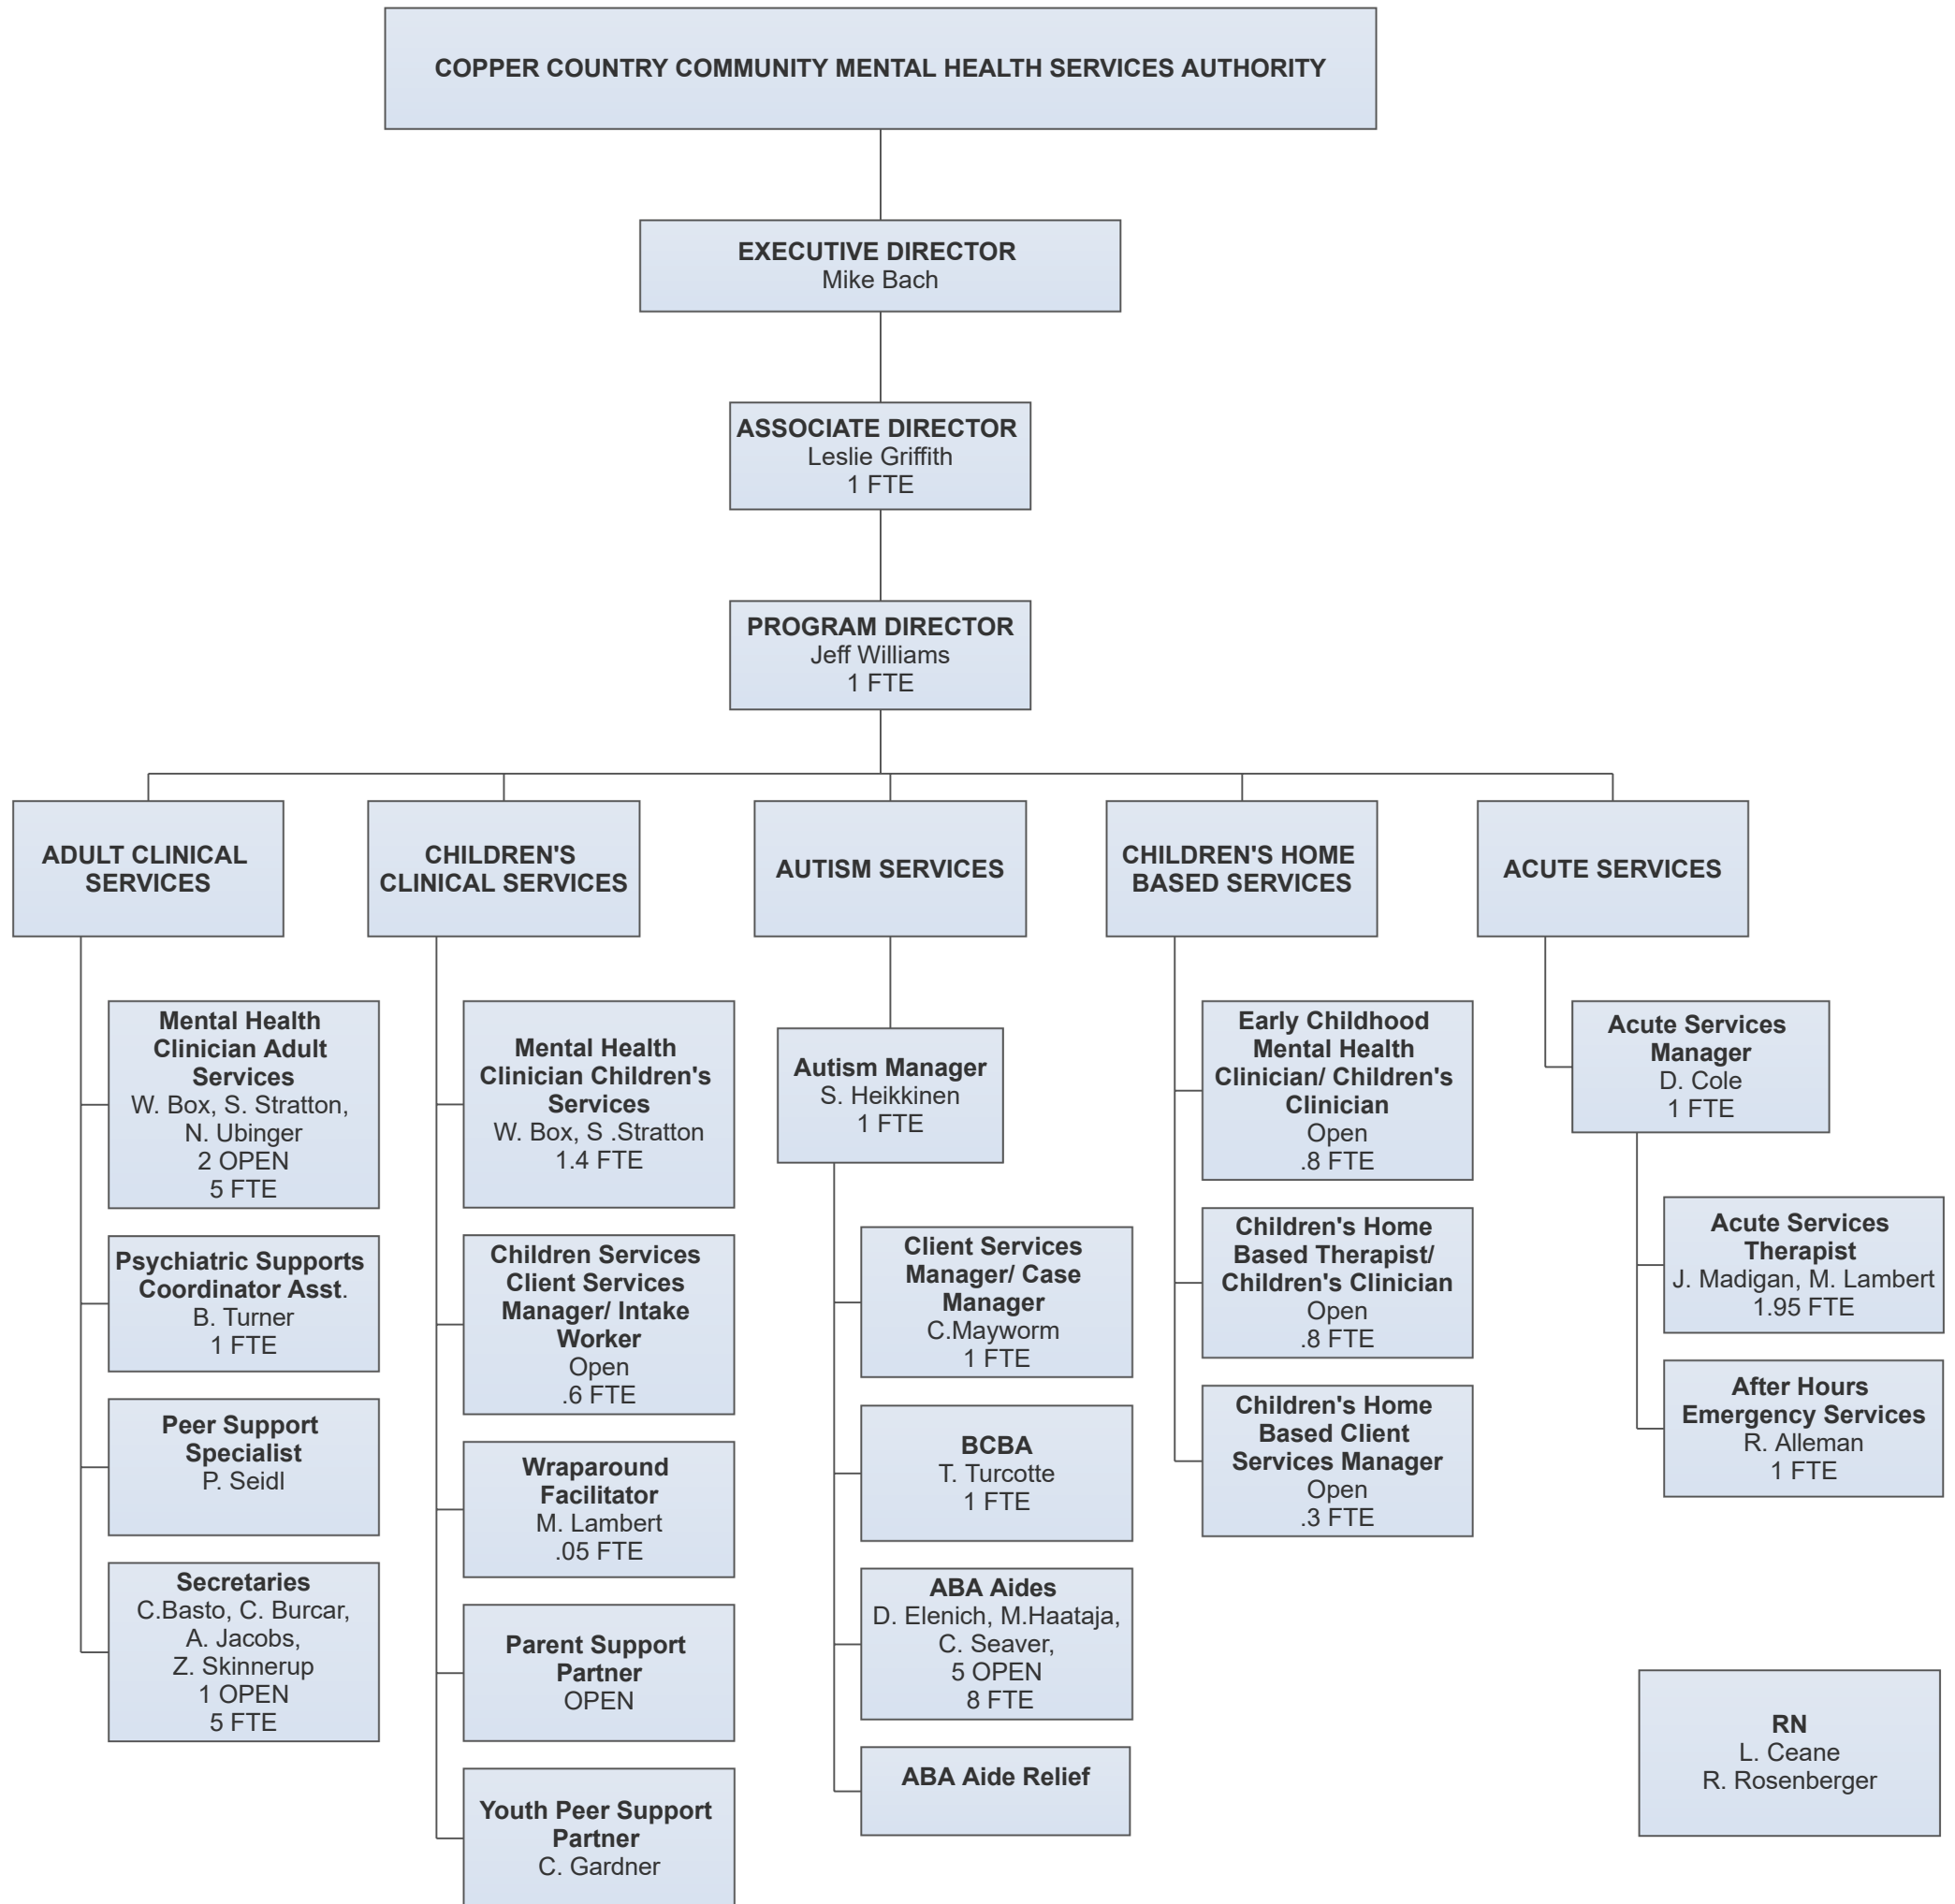 COPPER COUNTRY COMMUNITY MENTAL HEALTH SERVICES AUTHORITY
EXECUTIVE DIRECTOR
Mike Bach
ASSOCIATE DIRECTOR
Leslie Griffith
1 FTE
PROGRAM DIRECTOR
Jeff Williams
1 FTE
ADULT CLINICAL
SERVICES
CHILDREN'S
CLINICAL SERVICES
AUTISM SERVICES
CHILDREN'S HOME
BASED SERVICES
ACUTE SERVICES
Mental Health
Clinician Adult
Services
W. Box, S. Stratton,
N. Ubinger
2 OPEN
5 FTE
Psychiatric Supports
Coordinator Asst.
B. Turner
1 FTE
Peer Support
Specialist
P. Seidl
Secretaries
C.Basto, C. Burcar,
A. Jacobs,
Z. Skinnerup
1 OPEN
5 FTE
Mental Health
Clinician Children's
Services
W. Box, S .Stratton
1.4 FTE
Children Services
Client Services
Manager/ Intake
Worker
Open
.6 FTE
Wraparound
Facilitator
M. Lambert
.05 FTE
Parent Support
Partner
OPEN
Youth Peer Support
Partner
C. Gardner
Autism Manager
S. Heikkinen
1 FTE
Client Services
Manager/ Case
Manager
C.Mayworm
1 FTE
BCBA
T. Turcotte
1 FTE
ABA Aides
D. Elenich, M.Haataja,
C. Seaver,
5 OPEN
8 FTE
ABA Aide Relief
Early Childhood
Mental Health
Clinician/ Children's
Clinician
Open
.8 FTE
Children's Home
Based Therapist/
Children's Clinician
Open
.8 FTE
Children's Home
Based Client
Services Manager
Open
.3 FTE
Acute Services
Manager
D. Cole
1 FTE
Acute Services
Therapist
J. Madigan, M. Lambert
1.95 FTE
After Hours
Emergency Services
R. Alleman
1 FTE
RN
L. Ceane
R. Rosenberger